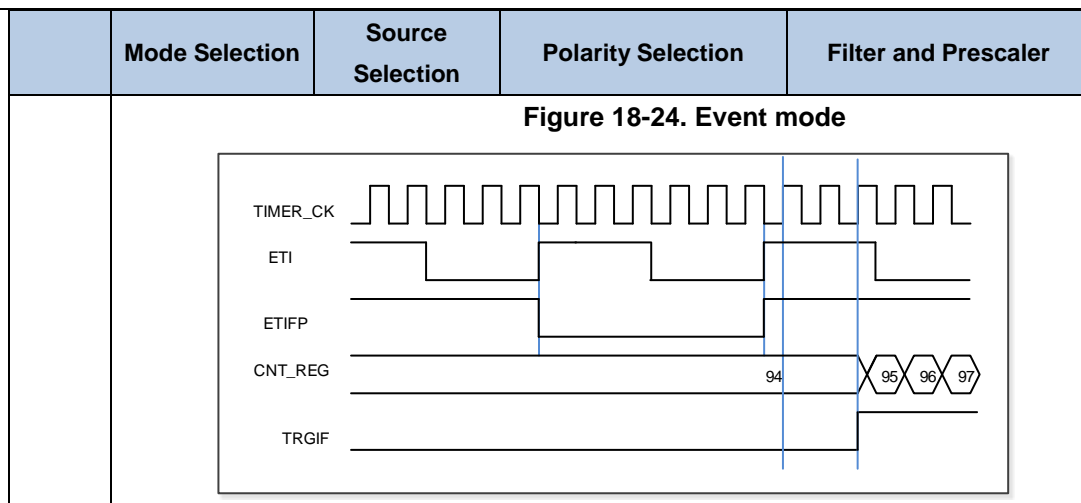 Mode Selection Source Selection Polarity Selection Filter and Prescaler
Figure 18-24. Event mode
TIMER_CK
ETI
ETIFP
CNT_REG 94 95 96 97
TRGIF